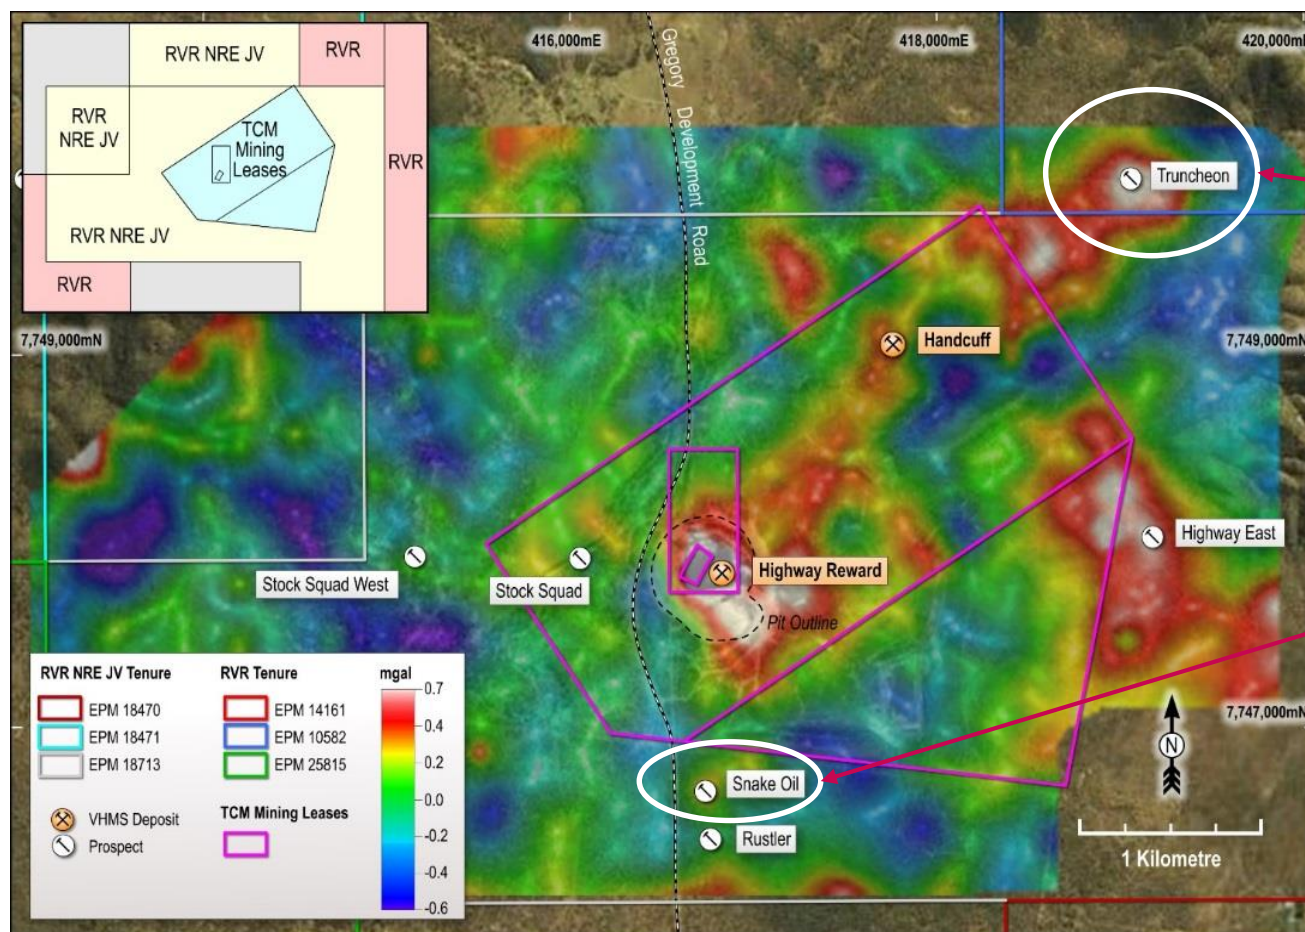 RVR NRE JV
RVR
RVR
NRE JV
TCM
Mining
Leases
RVR
RVR NRE JV
RVR
416,000mE
418,000mE
420,000m
Gregory Development Road
Truncheon
7,749,000mN
Handcuff
7,749,000mN
Highway East
Stock Squad West
Stock Squad
Highway Reward
Pit Outline
7,747,000mN
N
Snake Oil
Rustler
1 Kilometre
RVR NRE JV Tenure
EPM 18470
EPM 18471
EPM 18713
VHMS Deposit
Prospect
RVR Tenure
EPM 14161
EPM 10582
EPM 25815
TCM Mining Leases
mgal
0.7
0.4
0.2
0.0
-0.2
-0.4
-0.6